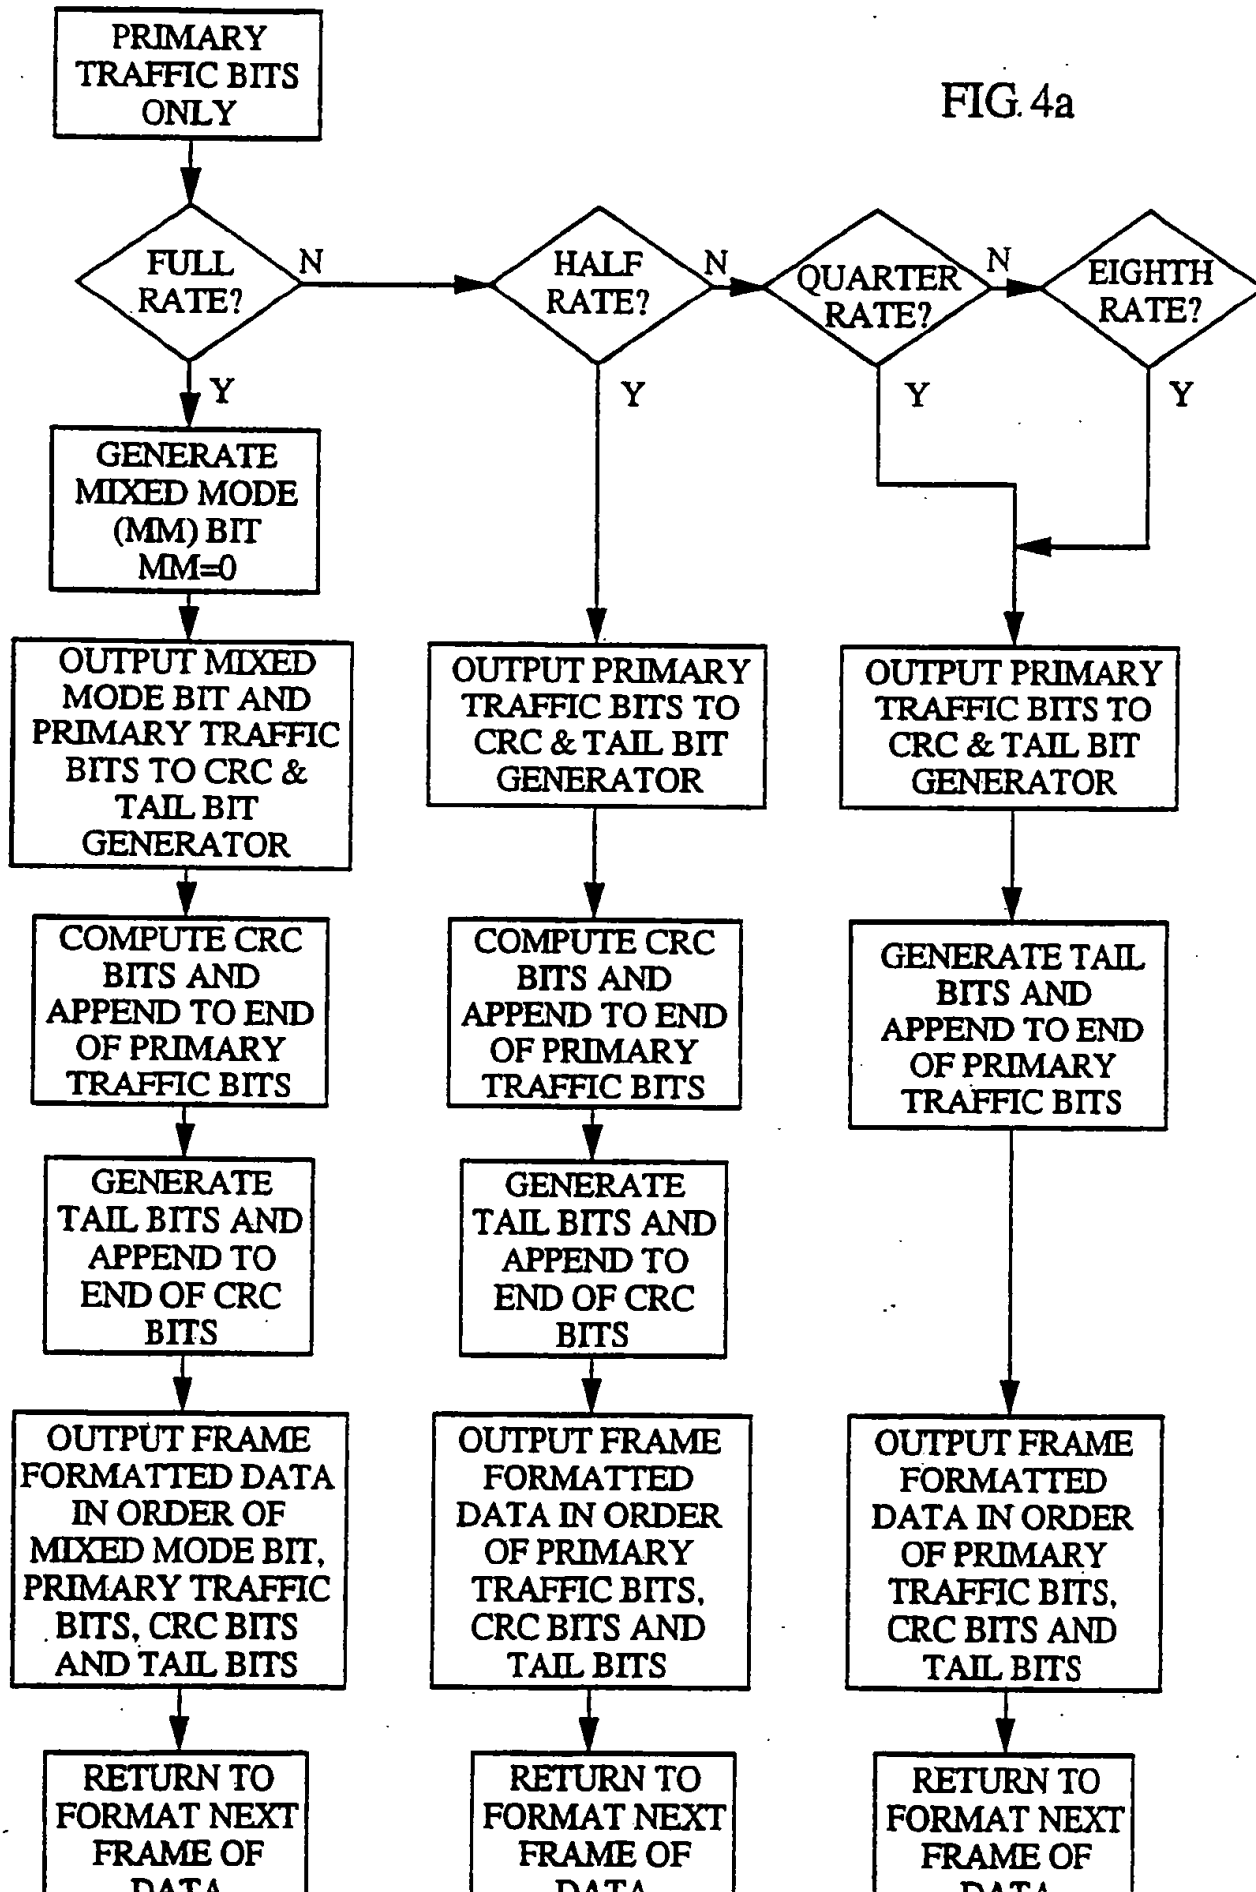 PRIMARY
TRAFFIC BITS
ONLY
FIG. 4a
FULL
RATE?
N
HALF
RATE?
N
QUARTER
RATE?
N
EIGHTH
RATE?
Y
Y
Y
Y
GENERATE
MIXED MODE
(MM) BIT
MM=0
OUTPUT MIXED
MODE BIT AND
PRIMARY TRAFFIC
BITS TO CRC &
TAIL BIT
GENERATOR
COMPUTE CRC
BITS AND
APPEND TO END
OF PRIMARY
TRAFFIC BITS
GENERATE
TAIL BITS AND
APPEND TO
END OF CRC
BITS
OUTPUT FRAME
FORMATTED DATA
IN ORDER OF
MIXED MODE BIT,
PRIMARY TRAFFIC
BITS, CRC BITS
AND TAIL BITS
RETURN TO
FORMAT NEXT
FRAME OF
DATA
OUTPUT PRIMARY
TRAFFIC BITS TO
CRC & TAIL BIT
GENERATOR
COMPUTE CRC
BITS AND
APPEND TO END
OF PRIMARY
TRAFFIC BITS
GENERATE
TAIL BITS AND
APPEND TO
END OF CRC
BITS
OUTPUT FRAME
FORMATTED
DATA IN ORDER
OF PRIMARY
TRAFFIC BITS,
CRC BITS AND
TAIL BITS
RETURN TO
FORMAT NEXT
FRAME OF
DATA
OUTPUT PRIMARY
TRAFFIC BITS TO
CRC & TAIL BIT
GENERATOR
GENERATE TAIL
BITS AND
APPEND TO END
OF PRIMARY
TRAFFIC BITS
OUTPUT FRAME
FORMATTED
DATA IN ORDER
OF PRIMARY
TRAFFIC BITS,
CRC BITS AND
TAIL BITS
RETURN TO
FORMAT NEXT
FRAME OF
DATA